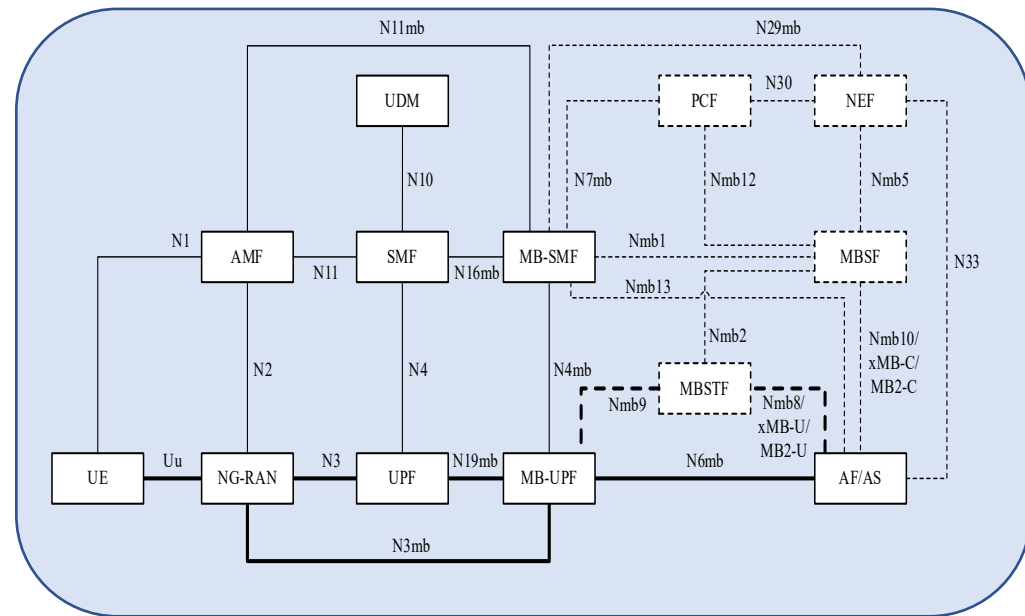 N11mb
N29mb
UDM
PCF
N30
NEF
N10
N7mb
Nmb12
Nmb5
N1
AMF
N11
SMF
N16mb
MB-SMF
Nmb1
MBSF
N33
Nmb13
N2
N4
N4mb
Nmb2
Nmb10/
xMB-C/
MB2-C
Nmb9
MBSTF
Nmb8/
xMB-U/
MB2-U
UE
Uu
NG-RAN
N3
UPF
N19mb
MB-UPF
N6mb
AF/AS
N3mb